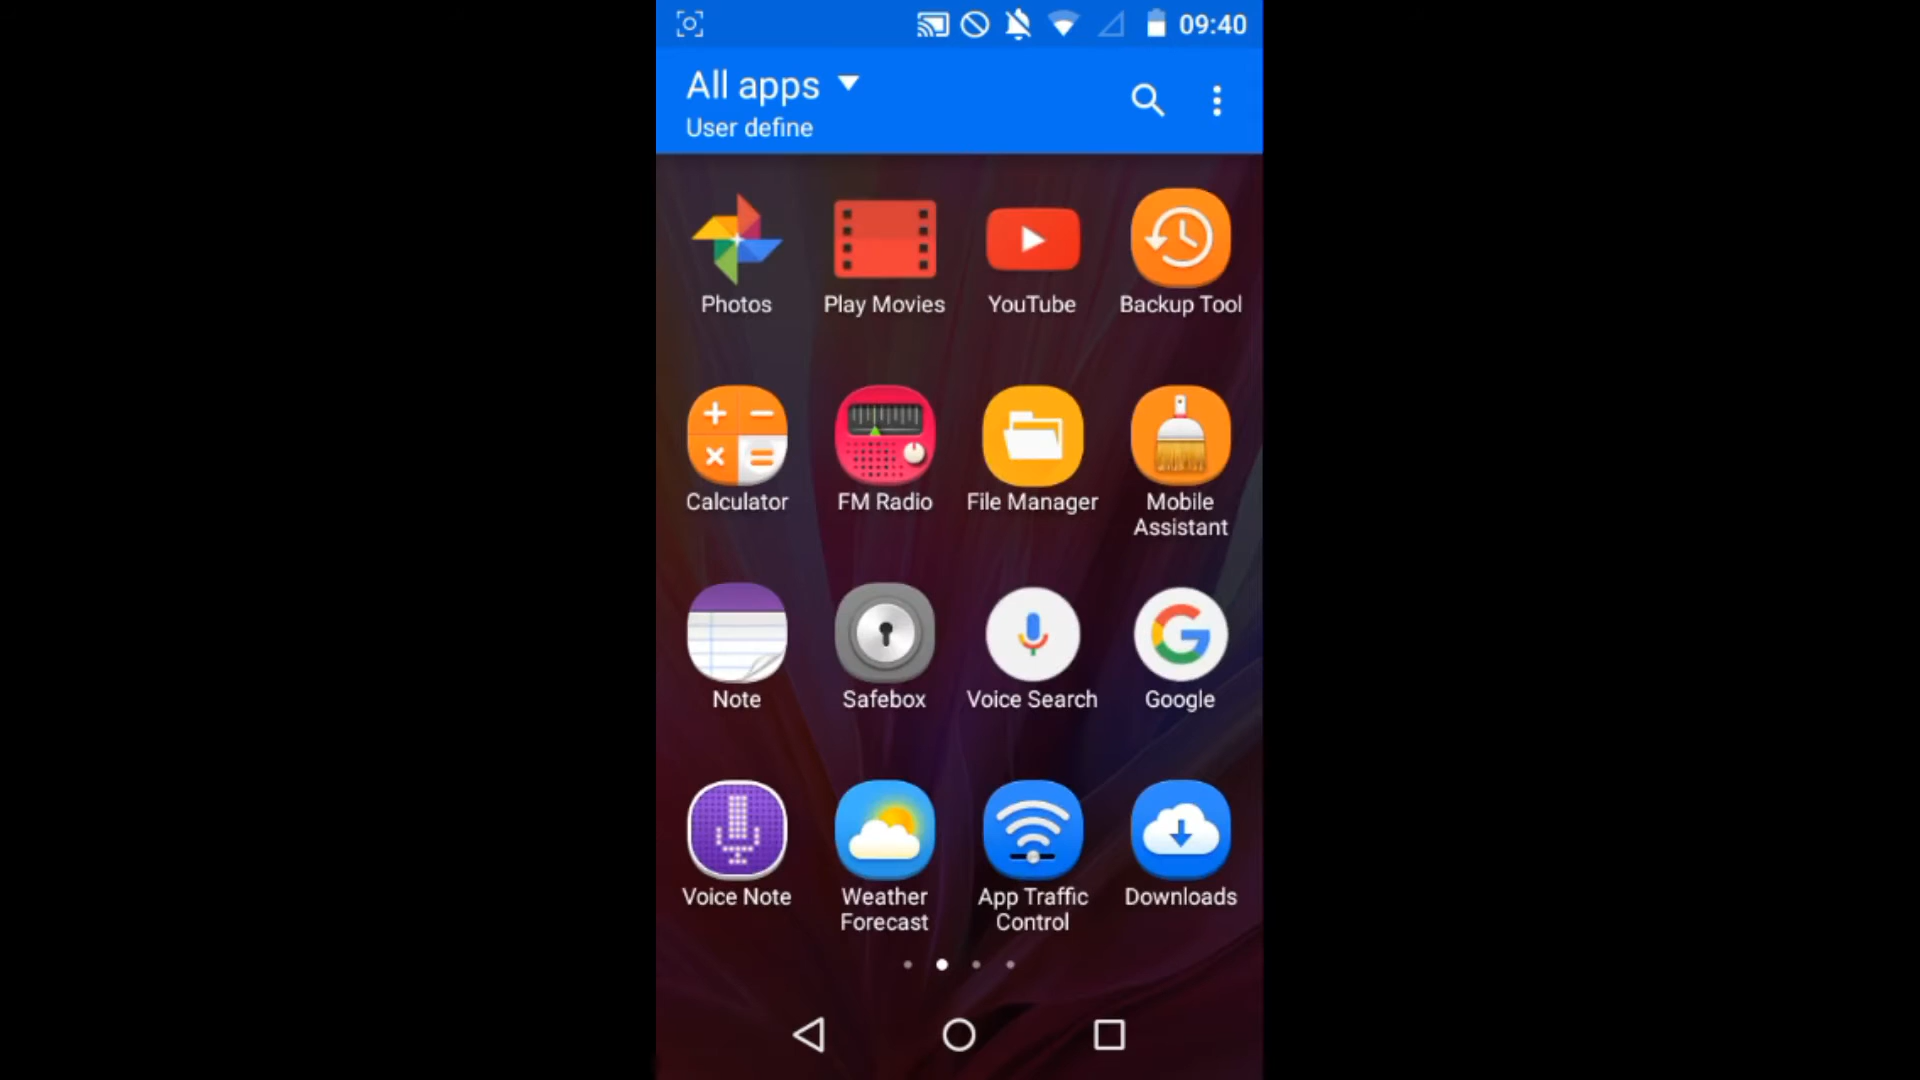 09:40
All apps
User define
Photos
Play Movies
YouTube
Backup Tool
Calculator
FM Radio
File Manager
Mobile
Assistant
Note
Safebox
Voice Search
Google
Voice Note
Weather
Forecast
App Traffic
Control
Downloads